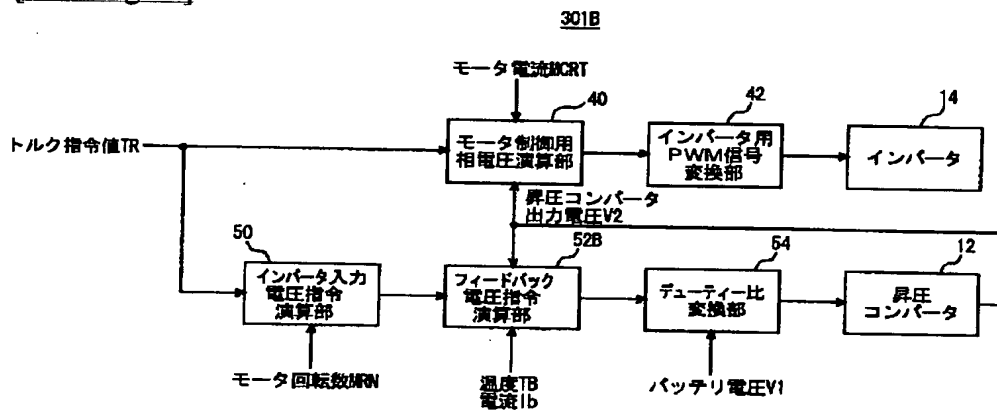 301B
モータ電流MCRT
40
42
14
トルク指令値TR
モータ制御用
相電圧演算部
インバータ用
PWM信号
変換部
インバータ
昇圧コンバータ
出力電圧V2
50
52B
54
12
インバータ入力
電圧指令
演算部
フィードバック
電圧指令
演算部
デューティー比
変換部
昇圧
コンバータ
モータ回転数MRN
温度TB
電流Ib
バッテリ電圧V1